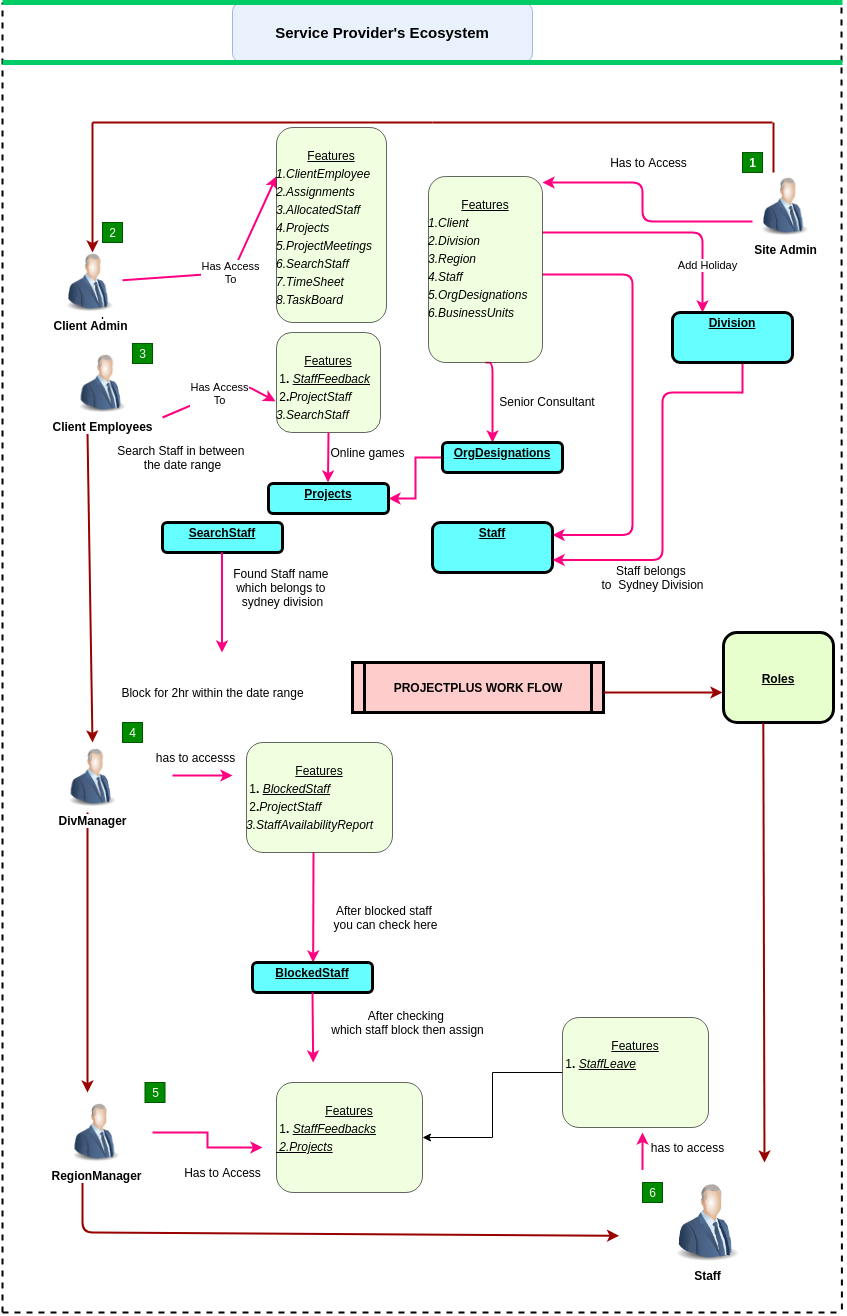 Service Provider's Ecosystem
1
Site Admin
Has to Access
Features
1.Client
2.Division
3.Region
4.Staff
5.OrgDesignations
6.BusinessUnits
Add Holiday
Division
2
Client Admin
Has Access
To
Features
1.ClientEmployee
2.Assignments
3.AllocatedStaff
4.Projects
5.ProjectMeetings
6.SearchStaff
7.TimeSheet
8.TaskBoard
3
Client Employees
Has Access
To
Features
1. StaffFeedback
2.ProjectStaff
3.SearchStaff
Senior Consultant
Search Staff in between
the date range
Online games
OrgDesignations
Projects
SearchStaff
Staff
Found Staff name
which belongs to
sydney division
Staff belongs
to Sydney Division
PROJECTPLUS WORK FLOW
Roles
Block for 2hr within the date range
4
DivManager
has to accesss
Features
1. BlockedStaff
2.ProjectStaff
3.StaffAvailabilityReport
After blocked staff
you can check here
BlockedStaff
After checking
which staff block then assign
Features
1. StaffLeave
5
RegionManager
Has to Access
Features
1. StaffFeedbacks
2.Projects
has to access
6
Staff